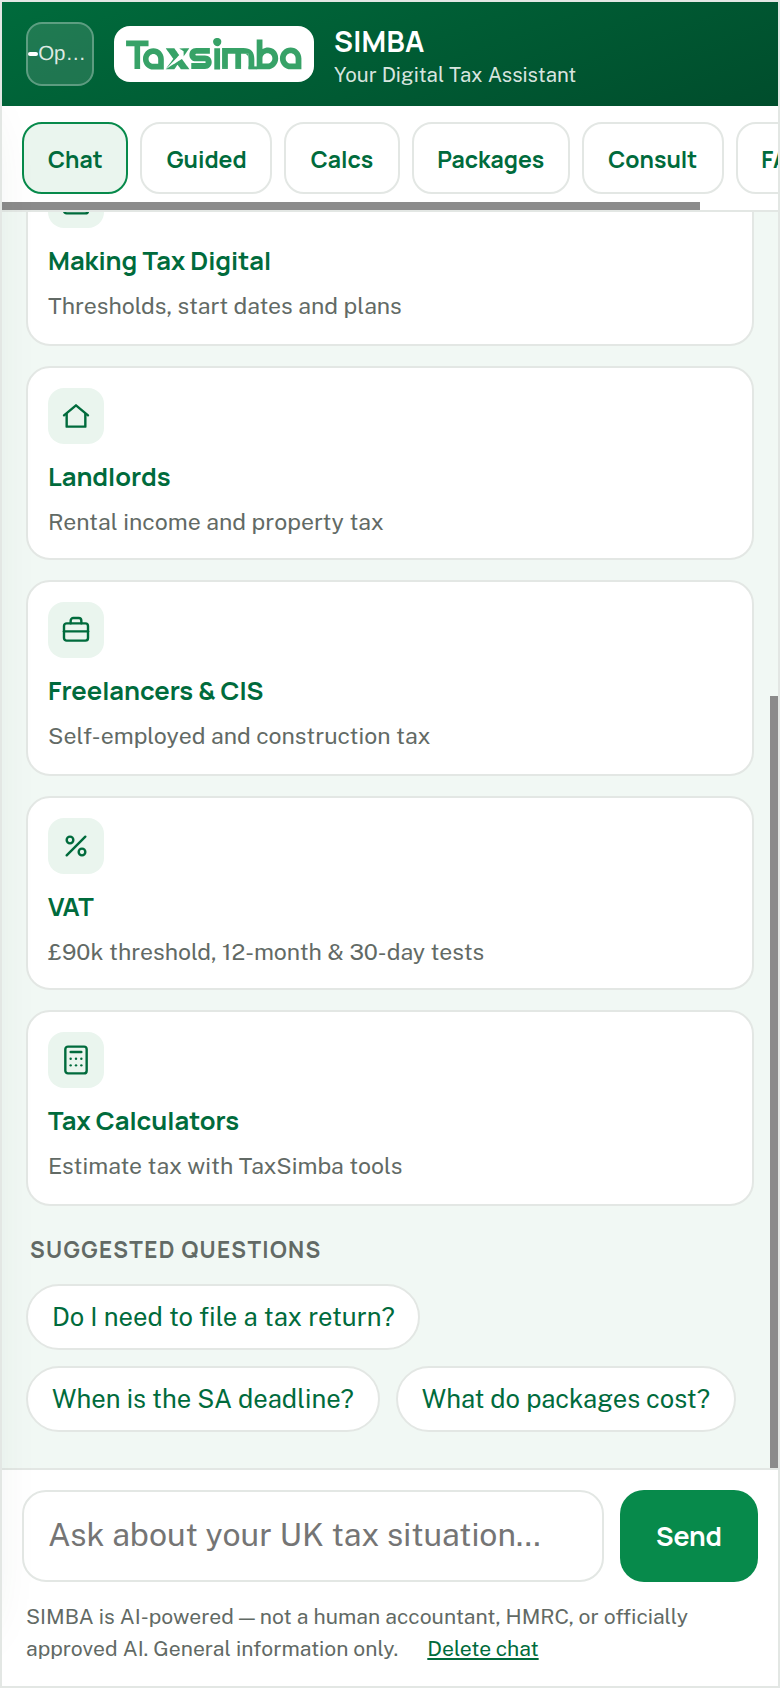 Op...
Taxsimba
SIMBA
Your Digital Tax Assistant
Chat
Guided
Calcs
Packages
Consult
Making Tax Digital
Thresholds, start dates and plans
Landlords
Rental income and property tax
Freelancers & CIS
Self-employed and construction tax
VAT
£90k threshold, 12-month & 30-day tests
Tax Calculators
Estimate tax with TaxSimba tools
SUGGESTED QUESTIONS
Do I need to file a tax return?
When is the SA deadline? What do packages cost?
Ask about your UK tax situation...
Send
SIMBA is AI-powered — not a human accountant, HMRC, or officially
approved AI. General information only. Delete chat